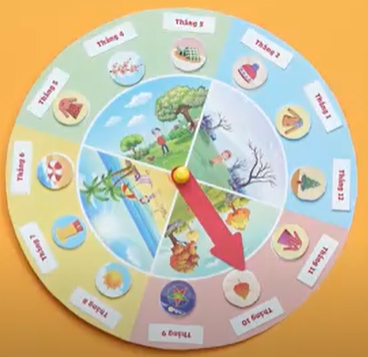 Tháng 1
Tháng 2
Tháng 3
Tháng 4
Tháng 5
Tháng 6
Tháng 7
Tháng 8
Tháng 9
Tháng 10
Tháng 11
Tháng 12